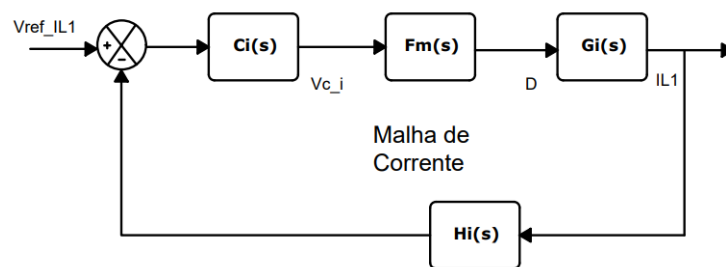 Vref_IL1
+
−
Ci(s)
Vc_i
Fm(s)
D
Gi(s)
IL1
Malha de
Corrente
Hi(s)